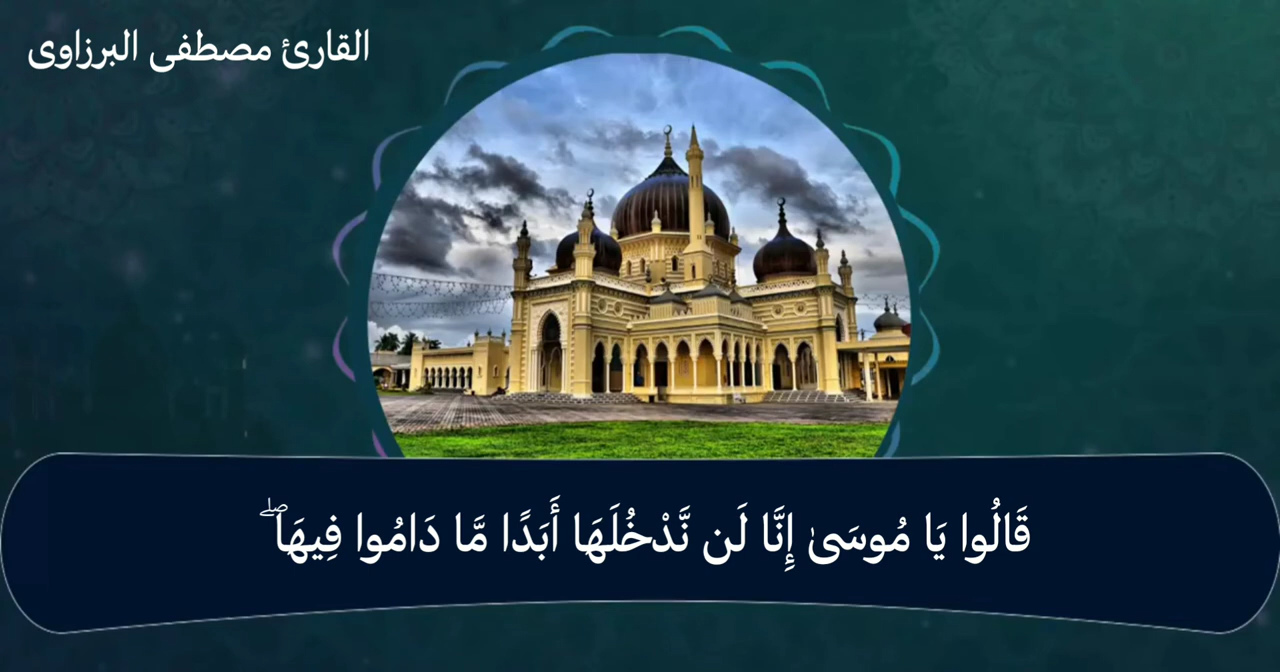 القارئ مصطفى البرزاوى
قَالُوا يَا مُوسَىٰ إِنَّا لَن نَّدْخُلَهَا أَبَدًا مَّا دَامُوا فِيهَا ۖ